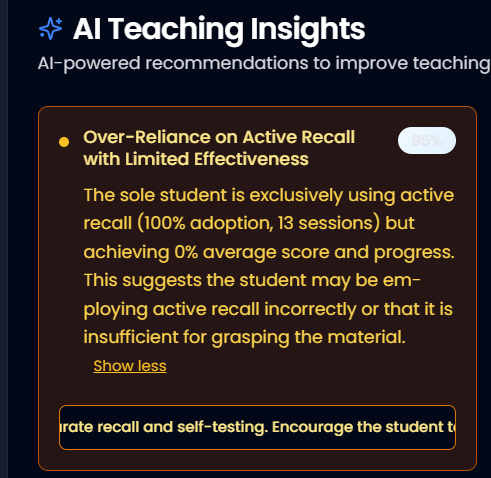 AI Teaching Insights
AI-powered recommendations to improve teaching
Over-Reliance on Active Recall
with Limited Effectiveness
95%
The sole student is exclusively using active
recall (100% adoption, 13 sessions) but
achieving 0% average score and progress.
This suggests the student may be em-
ploying active recall incorrectly or that it is
insufficient for grasping the material.
Show less
recall and self-testing. Encourage the student